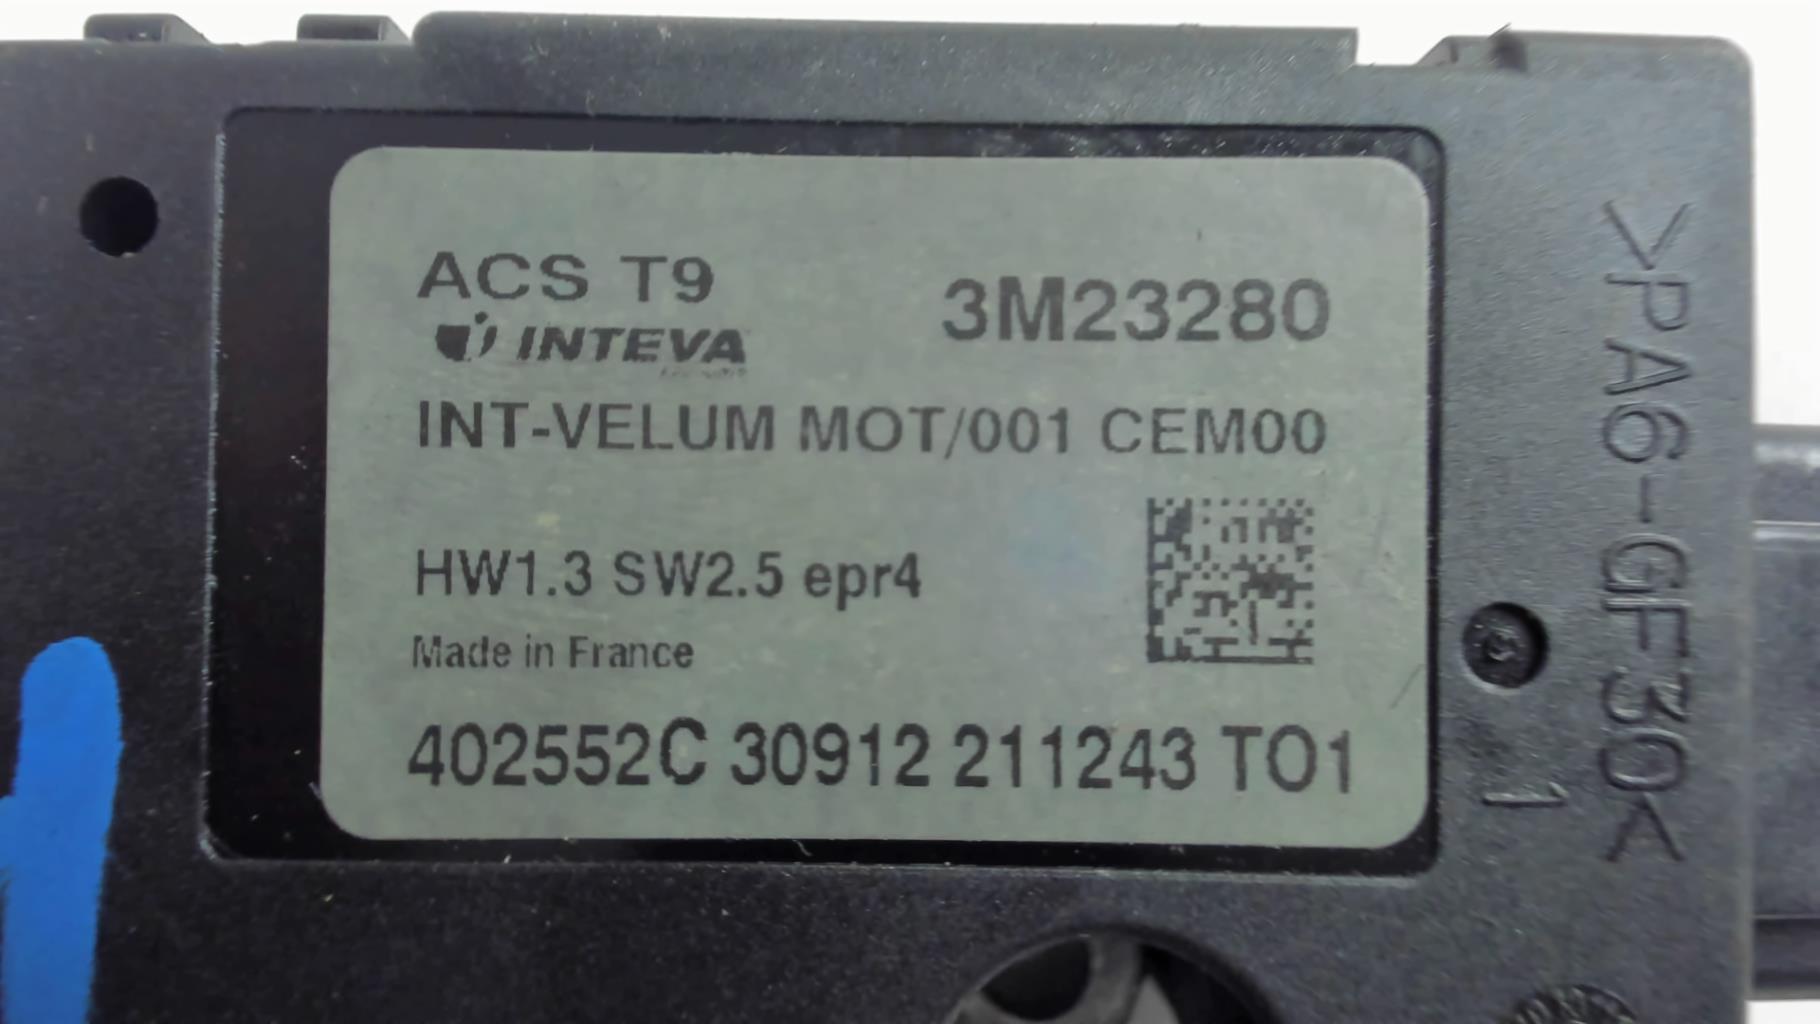 ACS T9
3M23280
INTEVA
INT-VELUM MOT/001 CEM00
HW1.3 SW2.5 epr4
Made in France
402552C 30912 211243 TO1
>PA6-GF30<
1